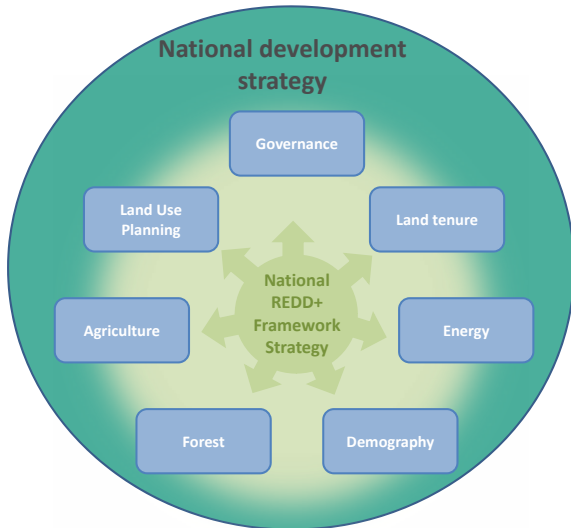 National development
strategy
Governance
Land Use
Planning
Land tenure
National
REDD+
Framework
Strategy
Agriculture
Energy
Forest
Demography